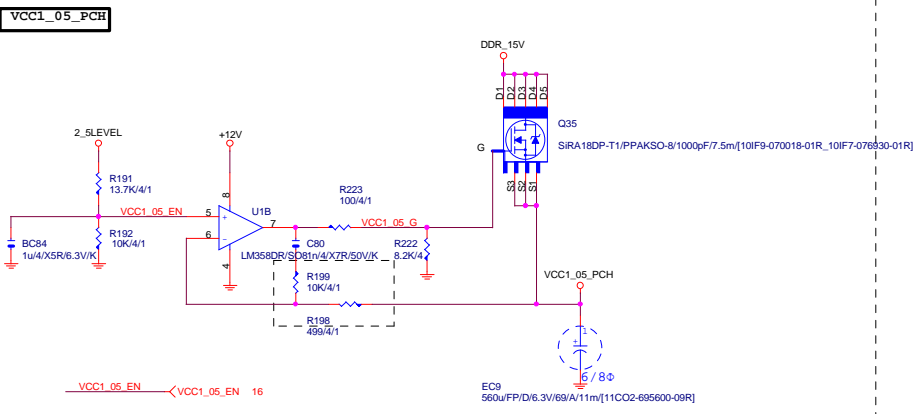 VCC1_05_PCH
DDR_15V
D1
D2
D3
D4
D5
Q35
SiRA18DP-T1/PPAKSO-8/1000pF/7.5m/[10IF9-070018-01R_10IF7-076930-01R]
G
S3
S2
S1
2_5LEVEL
+12V
R191
13.7K/4/1
8
R223
100/4/1
VCC1_05_EN
5
+
U1B
7
VCC1_05_G
6
-
BC84
1u/4/X5R/6.3V/K
R192
10K/4/1
4
C80
LM358DR/SO81n/4/X7R/50V/K
R222
8.2K/4
R199
10K/4/1
VCC1_05_PCH
R198
499/4/1
1
+
6/8Φ
VCC1_05_EN
VCC1_05_EN 16
EC9
560u/FP/D/6.3V/69/A/11m/[11CO2-695600-09R]